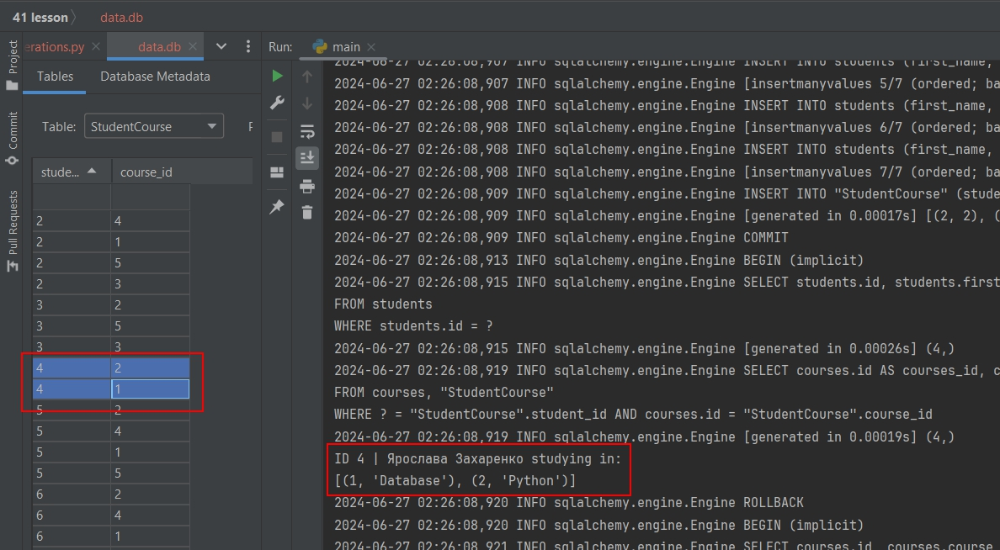 41 lesson data.db
erations.py data.db
Run: main
Project
Commit
Pull Requests
Tables Database Metadata
Table: StudentCourse
stude... course_id
2 4
2 1
2 5
2 3
3 2
3 5
3 3
4 2
4 1
5 2
5 4
5 1
5 5
6 2
6 4
6 1
2024-06-27 02:26:08,907 INFO sqlalchemy.engine.Engine INSERT INTO students (first_name,
2024-06-27 02:26:08,907 INFO sqlalchemy.engine.Engine [insertmanyvalues 5/7 (ordered; ba
2024-06-27 02:26:08,908 INFO sqlalchemy.engine.Engine INSERT INTO students (first_name,
2024-06-27 02:26:08,908 INFO sqlalchemy.engine.Engine [insertmanyvalues 6/7 (ordered; ba
2024-06-27 02:26:08,908 INFO sqlalchemy.engine.Engine INSERT INTO students (first_name,
2024-06-27 02:26:08,908 INFO sqlalchemy.engine.Engine [insertmanyvalues 7/7 (ordered; ba
2024-06-27 02:26:08,909 INFO sqlalchemy.engine.Engine INSERT INTO "StudentCourse" (stude
2024-06-27 02:26:08,909 INFO sqlalchemy.engine.Engine [generated in 0.00017s] [(2, 2), (
2024-06-27 02:26:08,909 INFO sqlalchemy.engine.Engine COMMIT
2024-06-27 02:26:08,913 INFO sqlalchemy.engine.Engine BEGIN (implicit)
2024-06-27 02:26:08,915 INFO sqlalchemy.engine.Engine SELECT students.id, students.first
FROM students
WHERE students.id = ?
2024-06-27 02:26:08,915 INFO sqlalchemy.engine.Engine [generated in 0.00026s] (4,)
2024-06-27 02:26:08,919 INFO sqlalchemy.engine.Engine SELECT courses.id AS courses_id, c
FROM courses, "StudentCourse"
WHERE ? = "StudentCourse".student_id AND courses.id = "StudentCourse".course_id
2024-06-27 02:26:08,919 INFO sqlalchemy.engine.Engine [generated in 0.00019s] (4,)
ID 4 | Ярослава Захаренко studying in:
[(1, 'Database'), (2, 'Python')]
2024-06-27 02:26:08,920 INFO sqlalchemy.engine.Engine ROLLBACK
2024-06-27 02:26:08,920 INFO sqlalchemy.engine.Engine BEGIN (implicit)
2024-06-27 02:26:08,921 INFO sqlalchemy.engine.Engine SELECT courses.id, courses.course